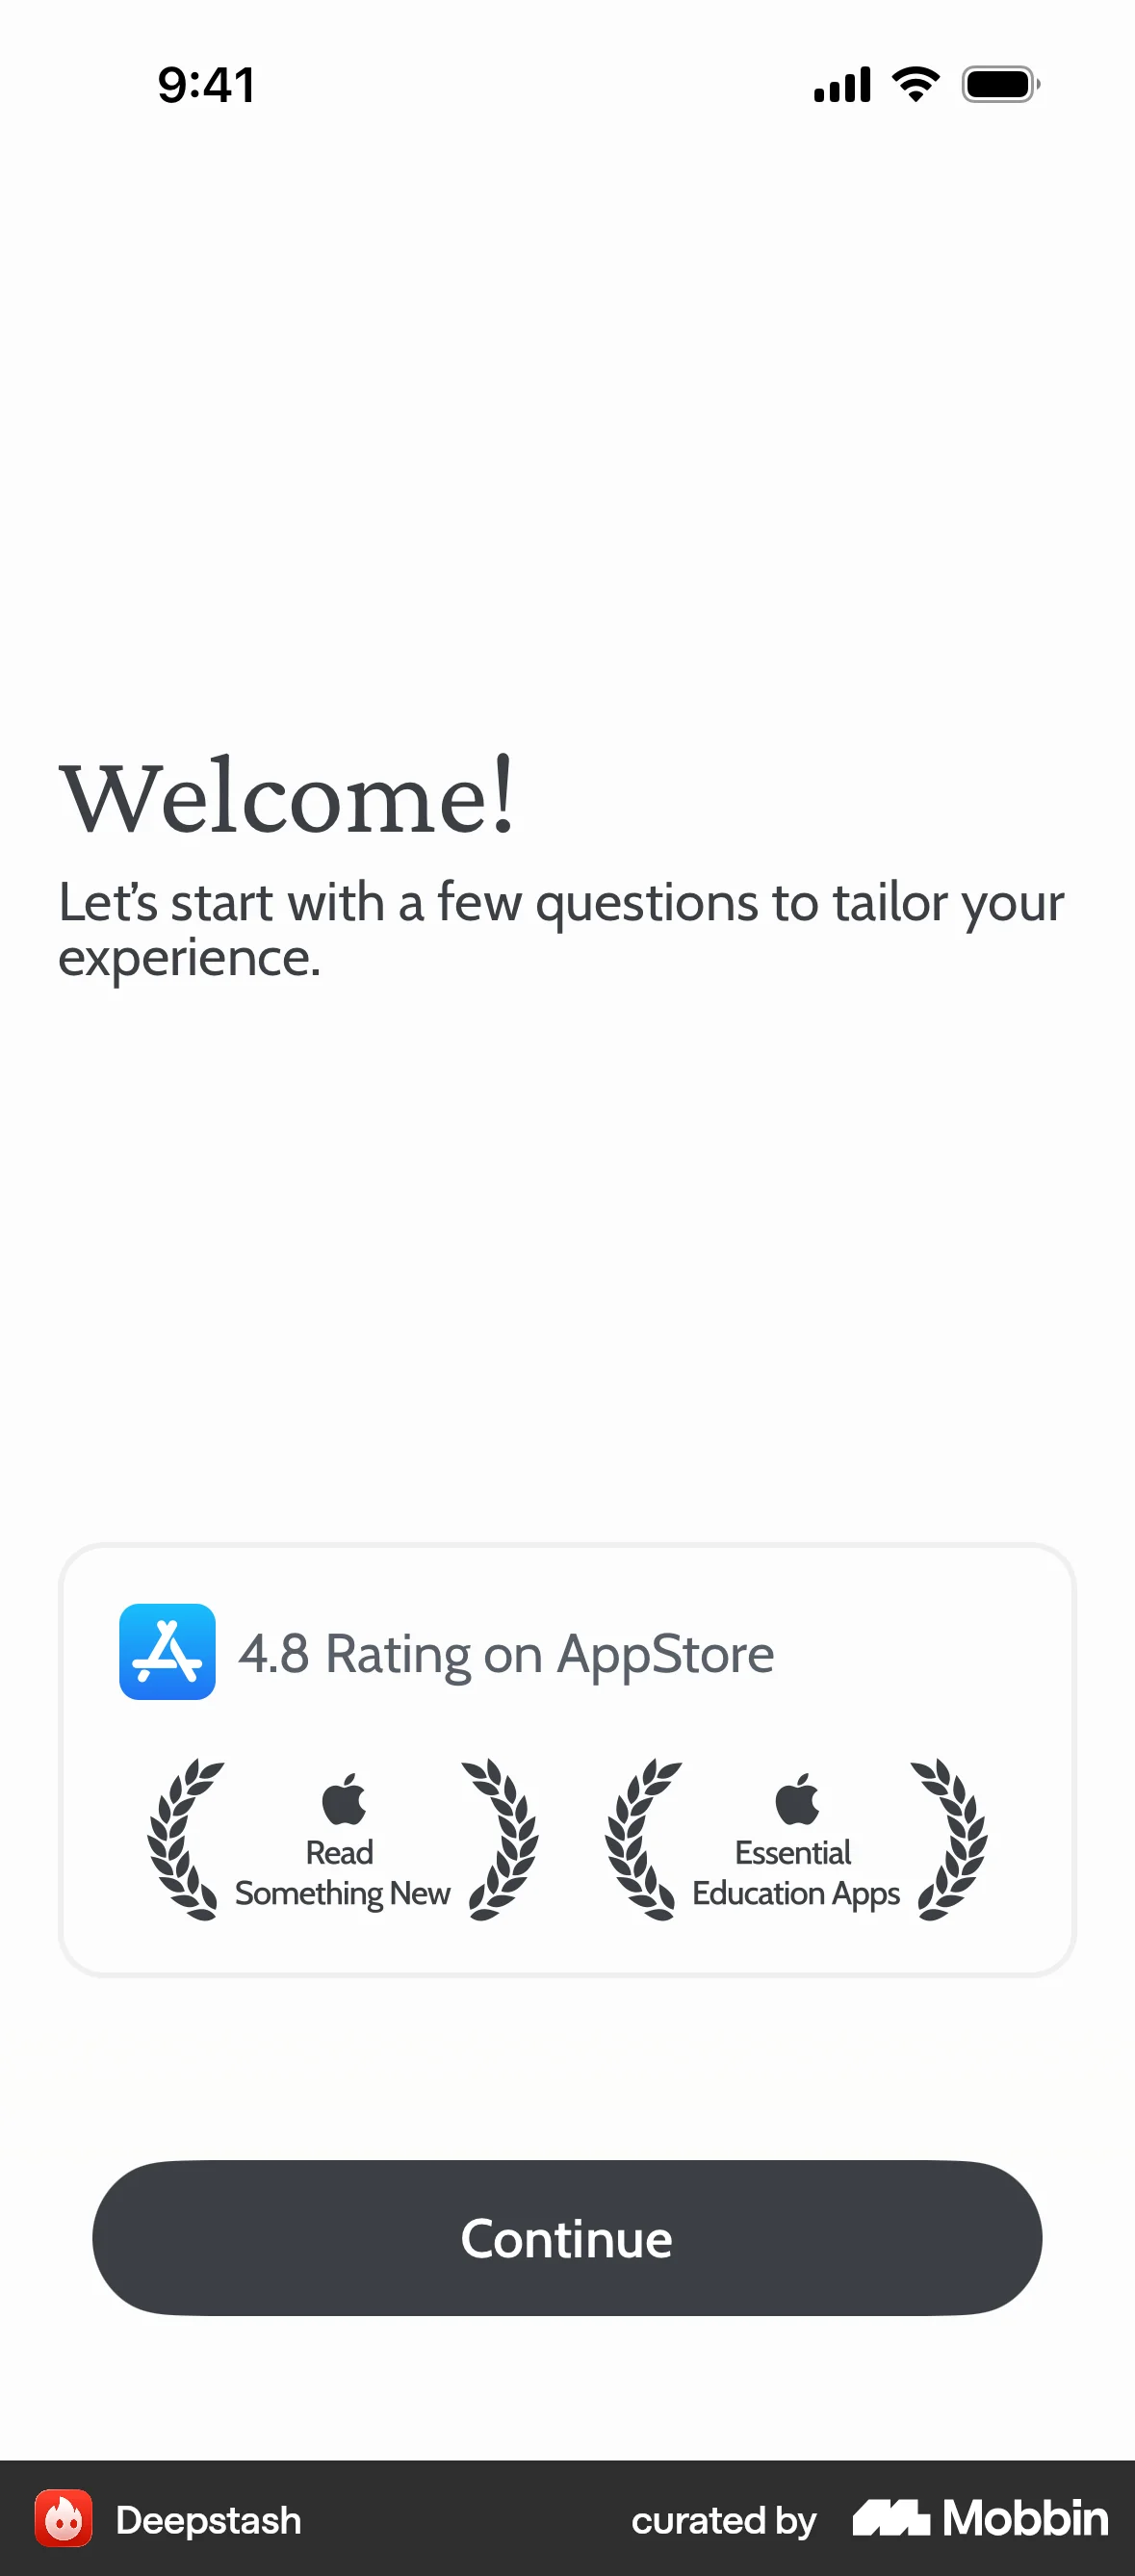 9:41
Welcome!
Let's start with a few questions to tailor your
experience.
4.8 Rating on AppStore
Read
Something New
Essential
Education Apps
Continue
Deepstash
curated by Mobbin